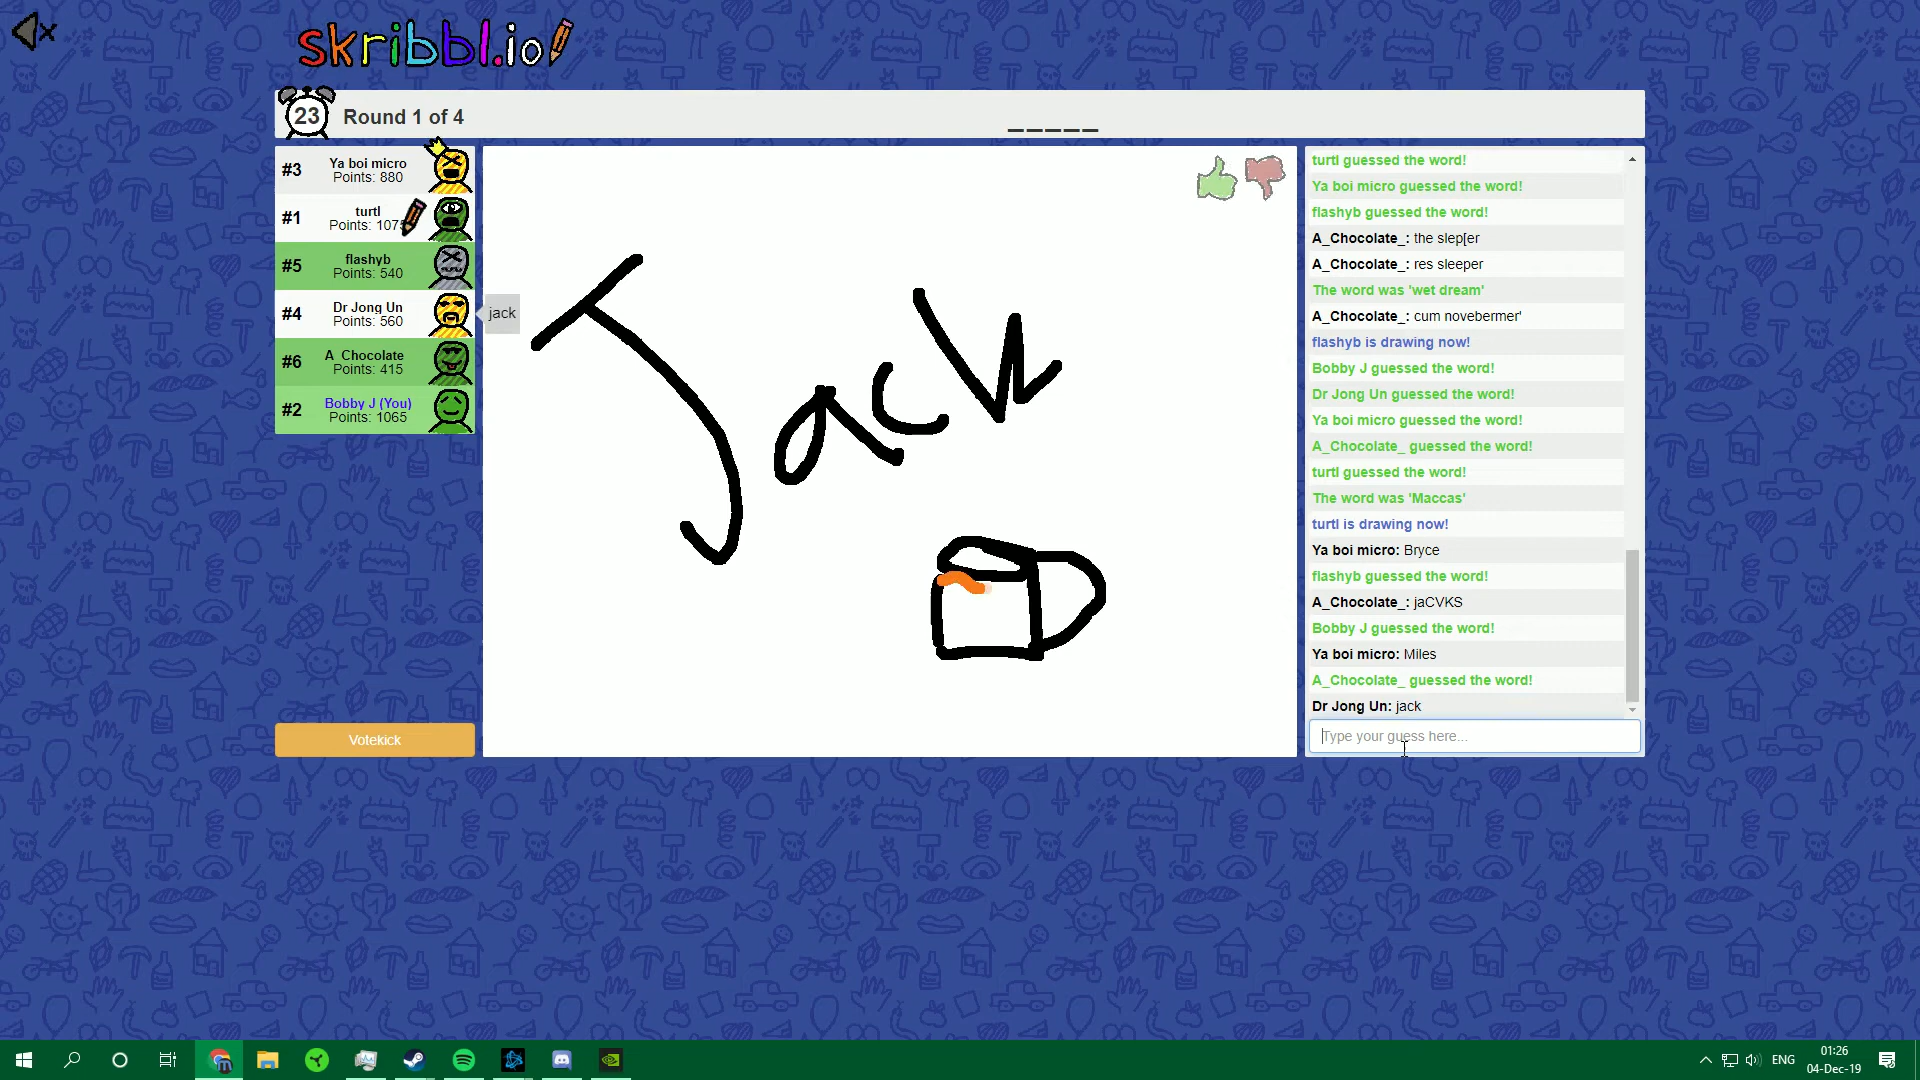 skribbl.io
23
Round 1 of 4
_ _ _ _ _
#3
Ya boi micro
Points: 880
#1
turtl
Points: 1075
#5
flashyb
Points: 540
#4
Dr Jong Un
Points: 560
jack
#6
A_Chocolate_
Points: 415
#2
Bobby J (You)
Points: 1065
Votekick
Jack
turtl guessed the word!
Ya boi micro guessed the word!
flashyb guessed the word!
A_Chocolate_: the slep[er
A_Chocolate_: res sleeper
The word was 'wet dream'
A_Chocolate_: cum novebermer'
flashyb is drawing now!
Bobby J guessed the word!
Dr Jong Un guessed the word!
Ya boi micro guessed the word!
A_Chocolate_ guessed the word!
turtl guessed the word!
The word was 'Maccas'
turtl is drawing now!
Ya boi micro: Bryce
flashyb guessed the word!
A_Chocolate_: jaCVKS
Bobby J guessed the word!
Ya boi micro: Miles
A_Chocolate_ guessed the word!
Dr Jong Un: jack
Type your guess here...
ENG
01:26
04-Dec-19